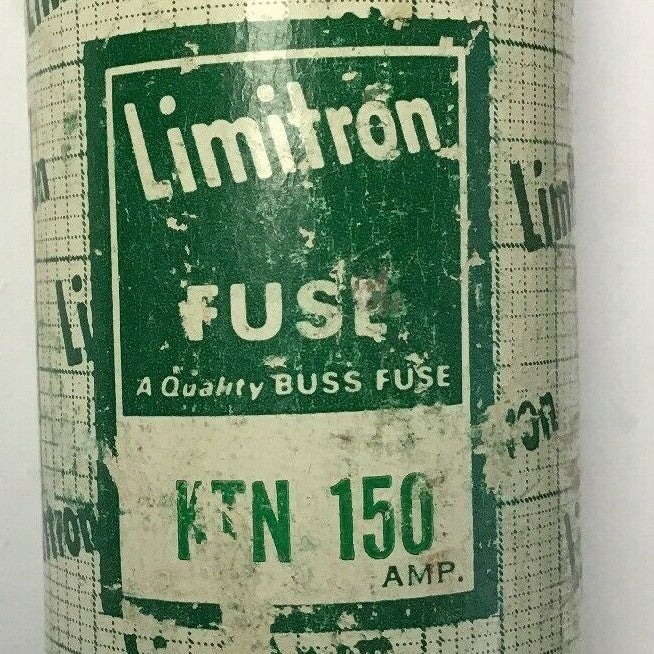 Limitron
FUSE
A Quality BUSS FUSE
KTN 150
AMP.